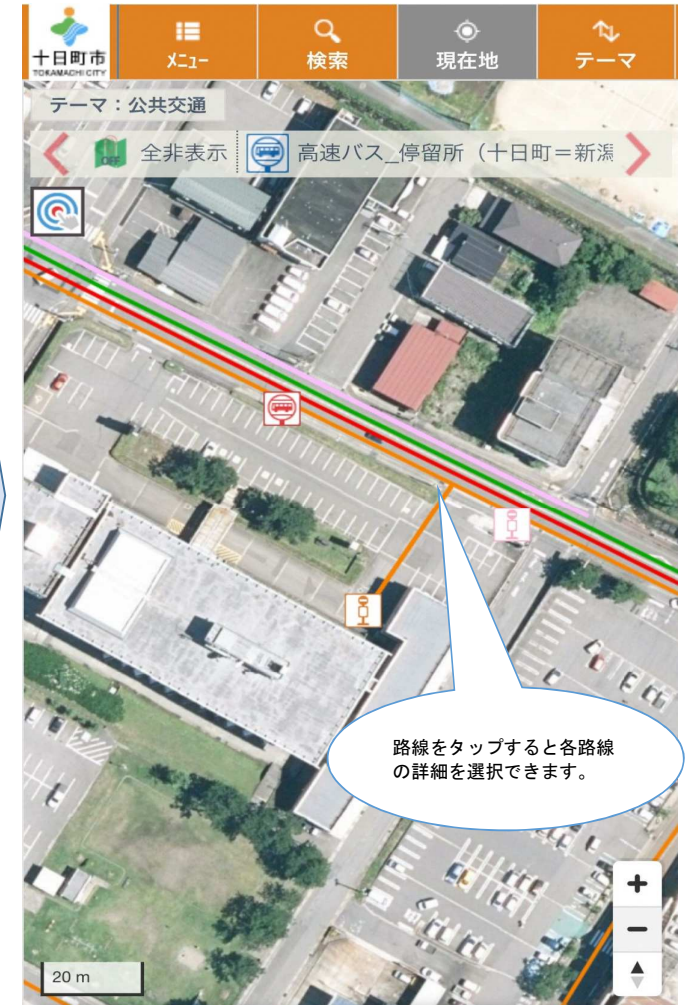 十日町市
TOKAMACHI CITY
メニュー
検索
現在地
テーマ
テーマ：公共交通
OFF
全非表示
高速バス_停留所（十日町＝新潟
路線をタップすると各路線
の詳細を選択できます。
+
−
20 m